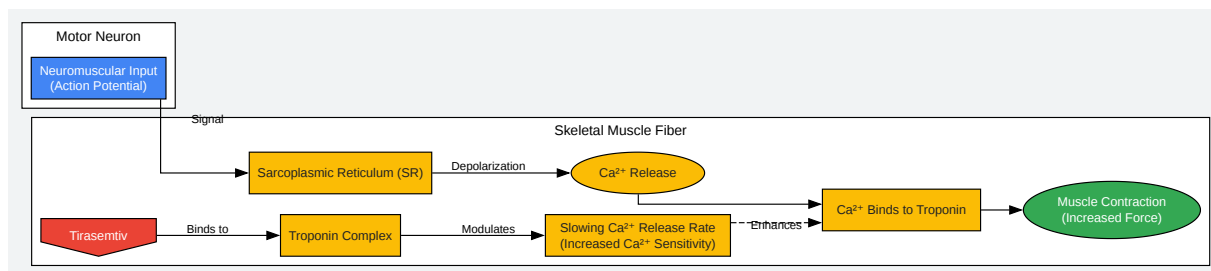 Motor Neuron
Neuromuscular Input
(Action Potential)
Signal
Skeletal Muscle Fiber
Sarcoplasmic Reticulum (SR)
Depolarization
Ca²⁺ Release
Ca²⁺ Binds to Troponin
Muscle Contraction
(Increased Force)
Tirasemtiv
Binds to
Troponin Complex
Modulates
Slowing Ca²⁺ Release Rate
(Increased Ca²⁺ Sensitivity)
Enhances